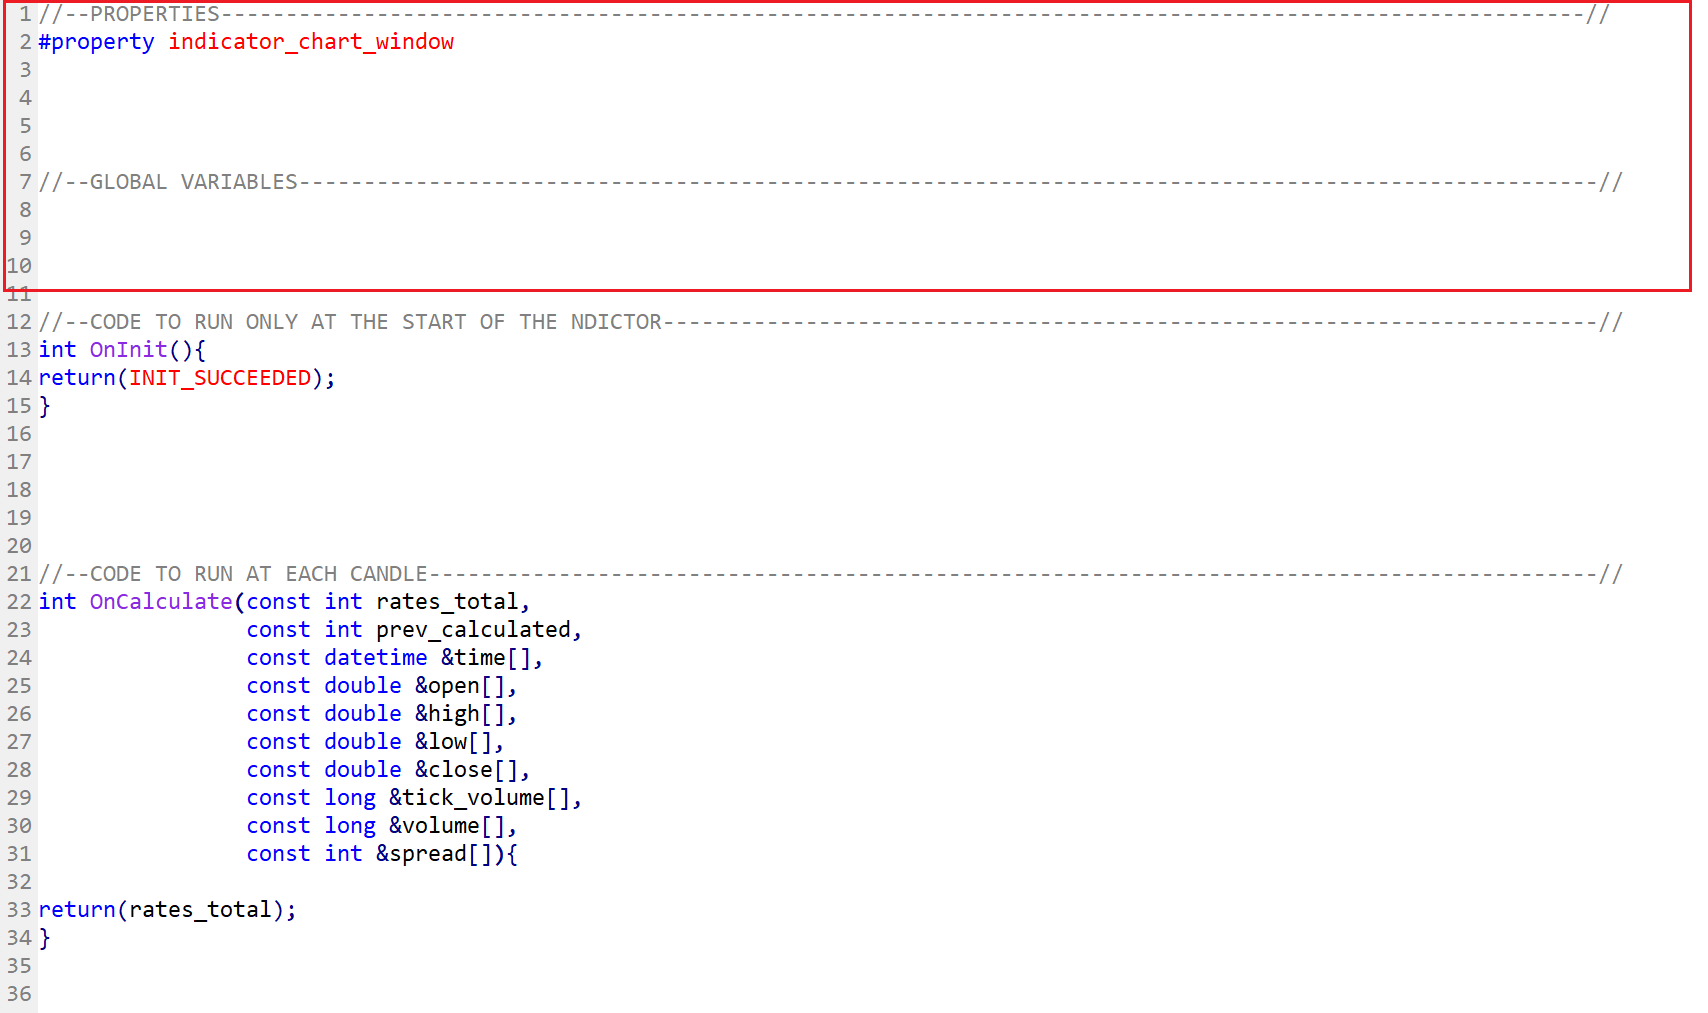 1 //--PROPERTIES---------------------------------------------------------------------------------------------------------//
2 #property indicator_chart_window
3
4
5
6
7 //--GLOBAL VARIABLES----------------------------------------------------------------------------------------------------//
8
9
10
11
12 //--CODE TO RUN ONLY AT THE START OF THE NDICTOR------------------------------------------------------------------------//
13 int OnInit(){
14 return(INIT_SUCCEEDED);
15 }
16
17
18
19
20
21 //--CODE TO RUN AT EACH CANDLE------------------------------------------------------------------------------------------//
22 int OnCalculate(const int rates_total,
23                 const int prev_calculated,
24                 const datetime &time[],
25                 const double &open[],
26                 const double &high[],
27                 const double &low[],
28                 const double &close[],
29                 const long &tick_volume[],
30                 const long &volume[],
31                 const int &spread[]){
32
33 return(rates_total);
34 }
35
36